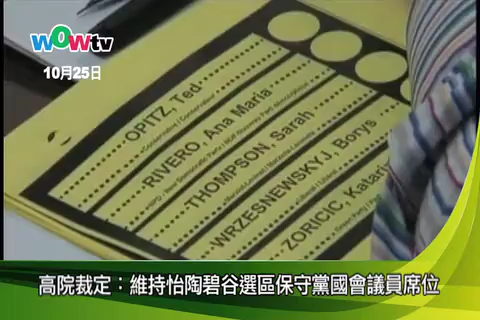 wowtv
10月25日
OPITZ, Ted
Conservative | Conservateur
RIVERO, Ana Maria
THOMPSON, Sarah
WRZESNEWSKYJ, Borys
ZORICIC, Katari
高院裁定：維持怡陶碧谷選區保守黨國會議員席位